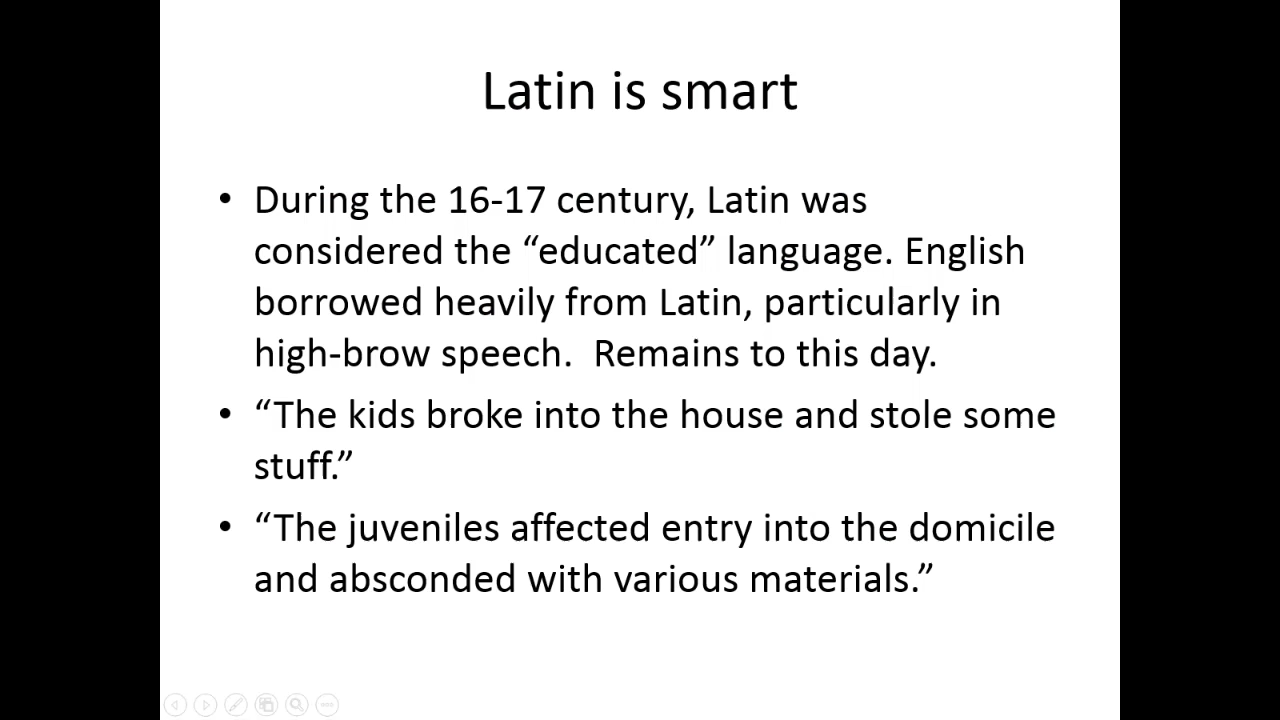 Latin is smart
• During the 16-17 century, Latin was
considered the “educated” language. English
borrowed heavily from Latin, particularly in
high-brow speech.  Remains to this day.
• “The kids broke into the house and stole some
stuff.”
• “The juveniles affected entry into the domicile
and absconded with various materials.”